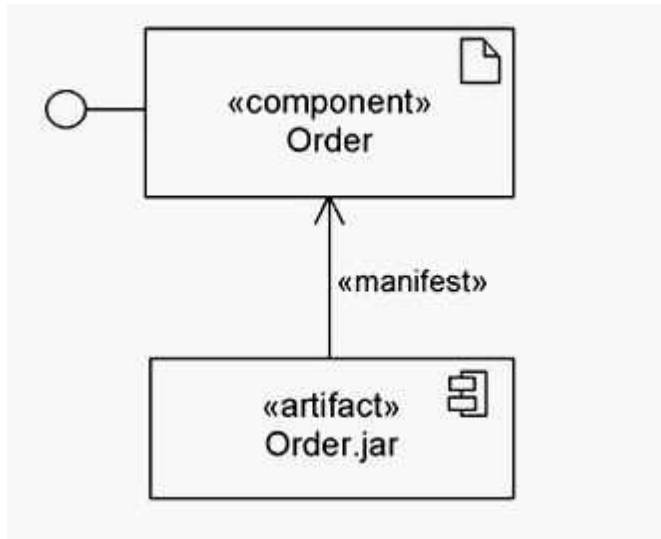 «component»
Order
«manifest»
«artifact»
Order.jar